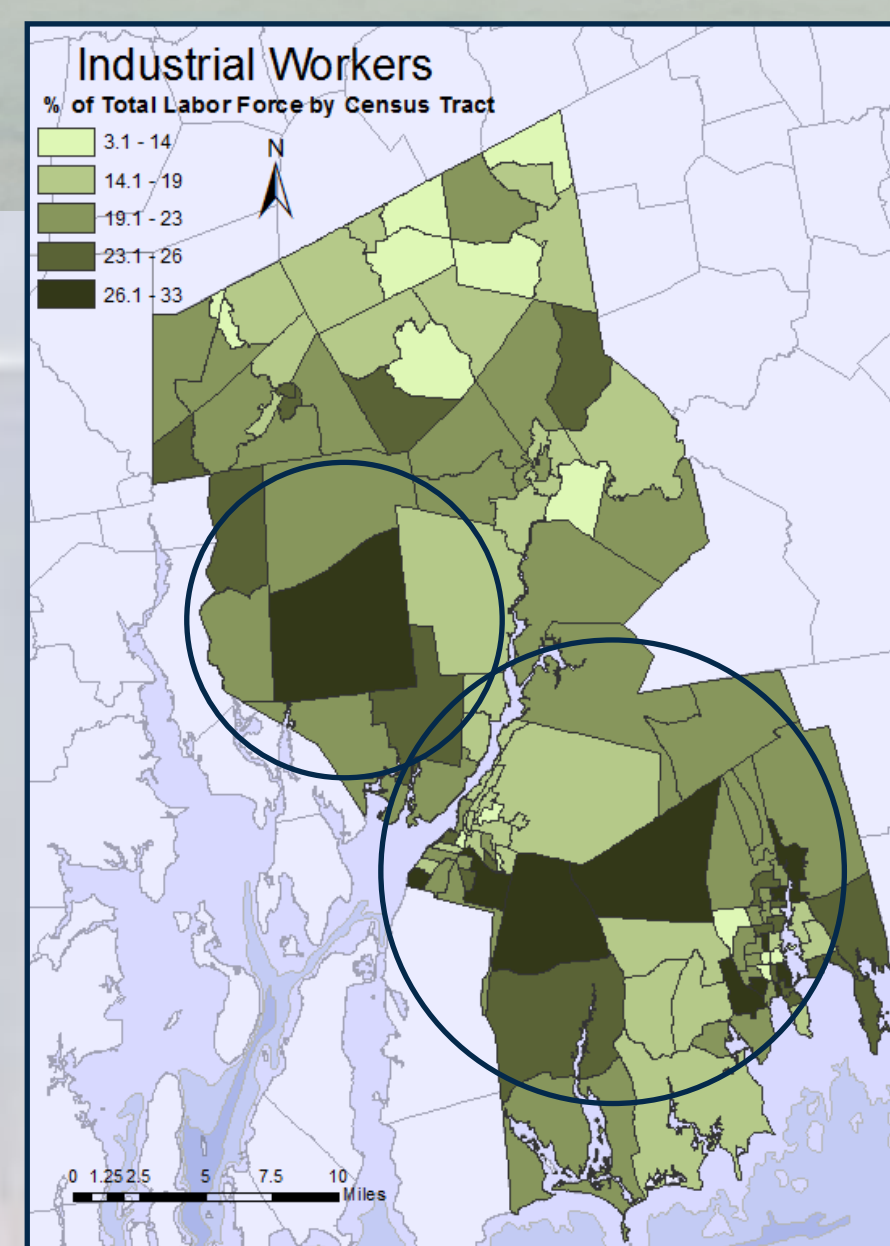 Industrial Workers
% of Total Labor Force by Census Tract
3.1 - 14
14.1 - 19
19.1 - 23
23.1 - 26
26.1 - 33
N
0 1.25 2.5 5 7.5 10
Miles